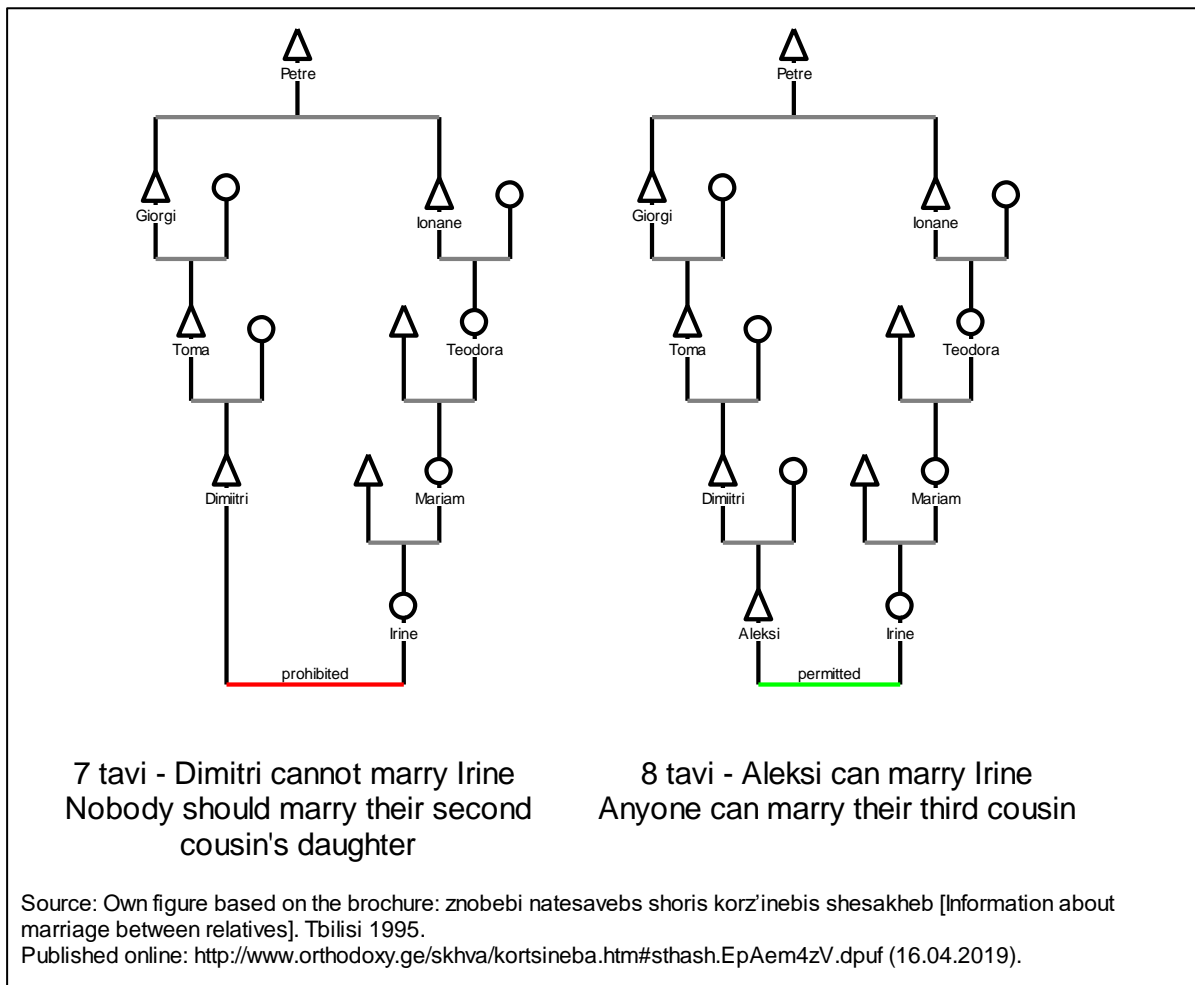 Petre
Giorgi
Ionane
Toma
Teodora
Dimiitri
Mariam
Irine
prohibited
Petre
Giorgi
Ionane
Toma
Teodora
Dimiitri
Mariam
Aleksi
Irine
permitted
7 tavi - Dimitri cannot marry Irine
Nobody should marry their second
cousin's daughter
8 tavi - Aleksi can marry Irine
Anyone can marry their third cousin
Source: Own figure based on the brochure: znobebi natesavebs shoris korz'inebis shesakheb [Information about
marriage between relatives]. Tbilisi 1995.
Published online: http://www.orthodoxy.ge/skhva/kortsineba.htm#sthash.EpAem4zV.dpuf (16.04.2019).